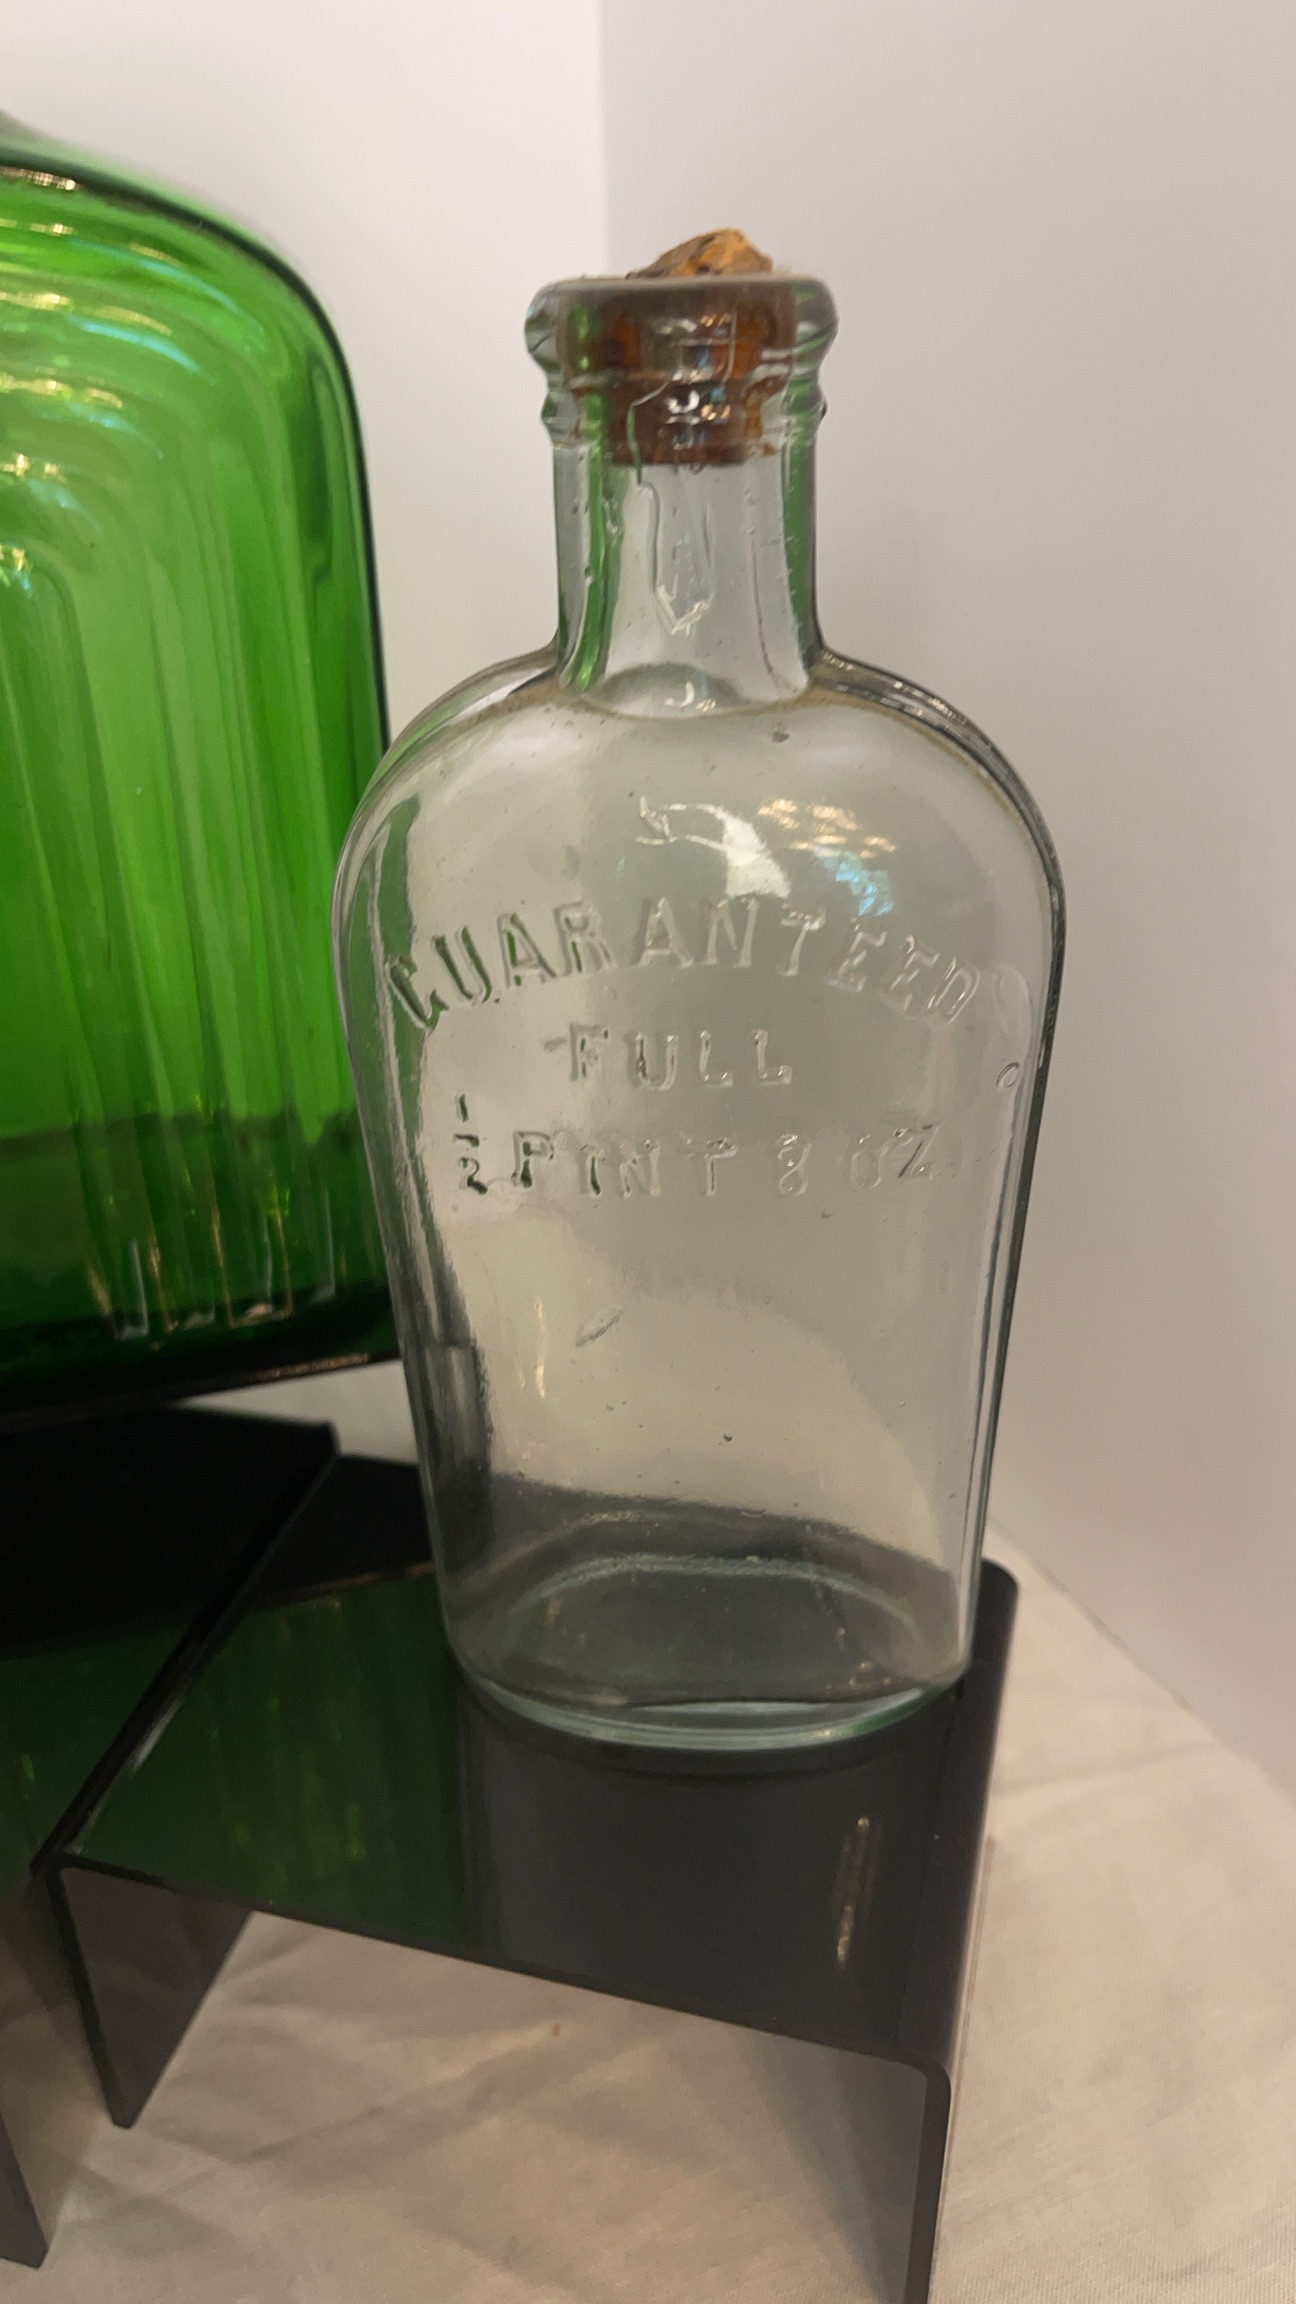 GUARANTEED
FULL
½ PINT 8 OZ.